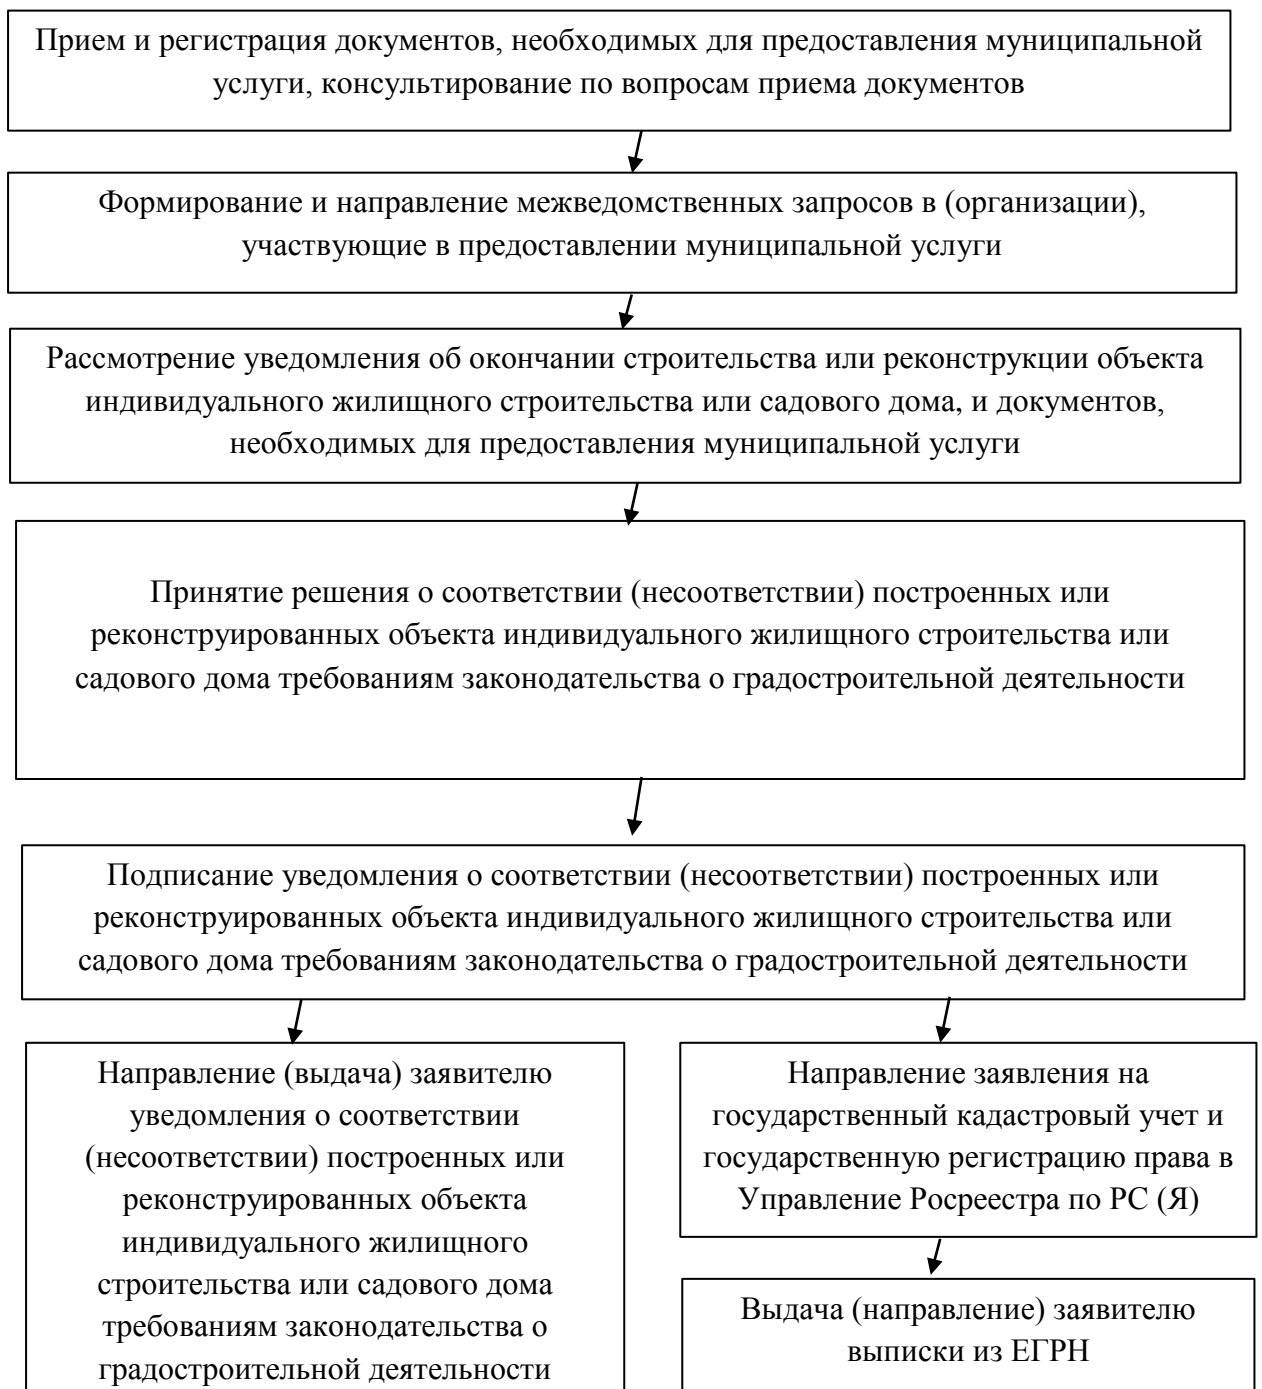 Прием и регистрация документов, необходимых для предоставления муниципальной
услуги, консультирование по вопросам приема документов
Формирование и направление межведомственных запросов в (организации),
участвующие в предоставлении муниципальной услуги
Рассмотрение уведомления об окончании строительства или реконструкции объекта
индивидуального жилищного строительства или садового дома, и документов,
необходимых для предоставления муниципальной услуги
Принятие решения о соответствии (несоответствии) построенных или
реконструированных объекта индивидуального жилищного строительства или
садового дома требованиям законодательства о градостроительной деятельности
Подписание уведомления о соответствии (несоответствии) построенных или
реконструированных объекта индивидуального жилищного строительства или
садового дома требованиям законодательства о градостроительной деятельности
Направление (выдача) заявителю
уведомления о соответствии
(несоответствии) построенных или
реконструированных объекта
индивидуального жилищного
строительства или садового дома
требованиям законодательства о
градостроительной деятельности
Направление заявления на
государственный кадастровый учет и
государственную регистрацию права в
Управление Росреестра по РС (Я)
Выдача (направление) заявителю
выписки из ЕГРН